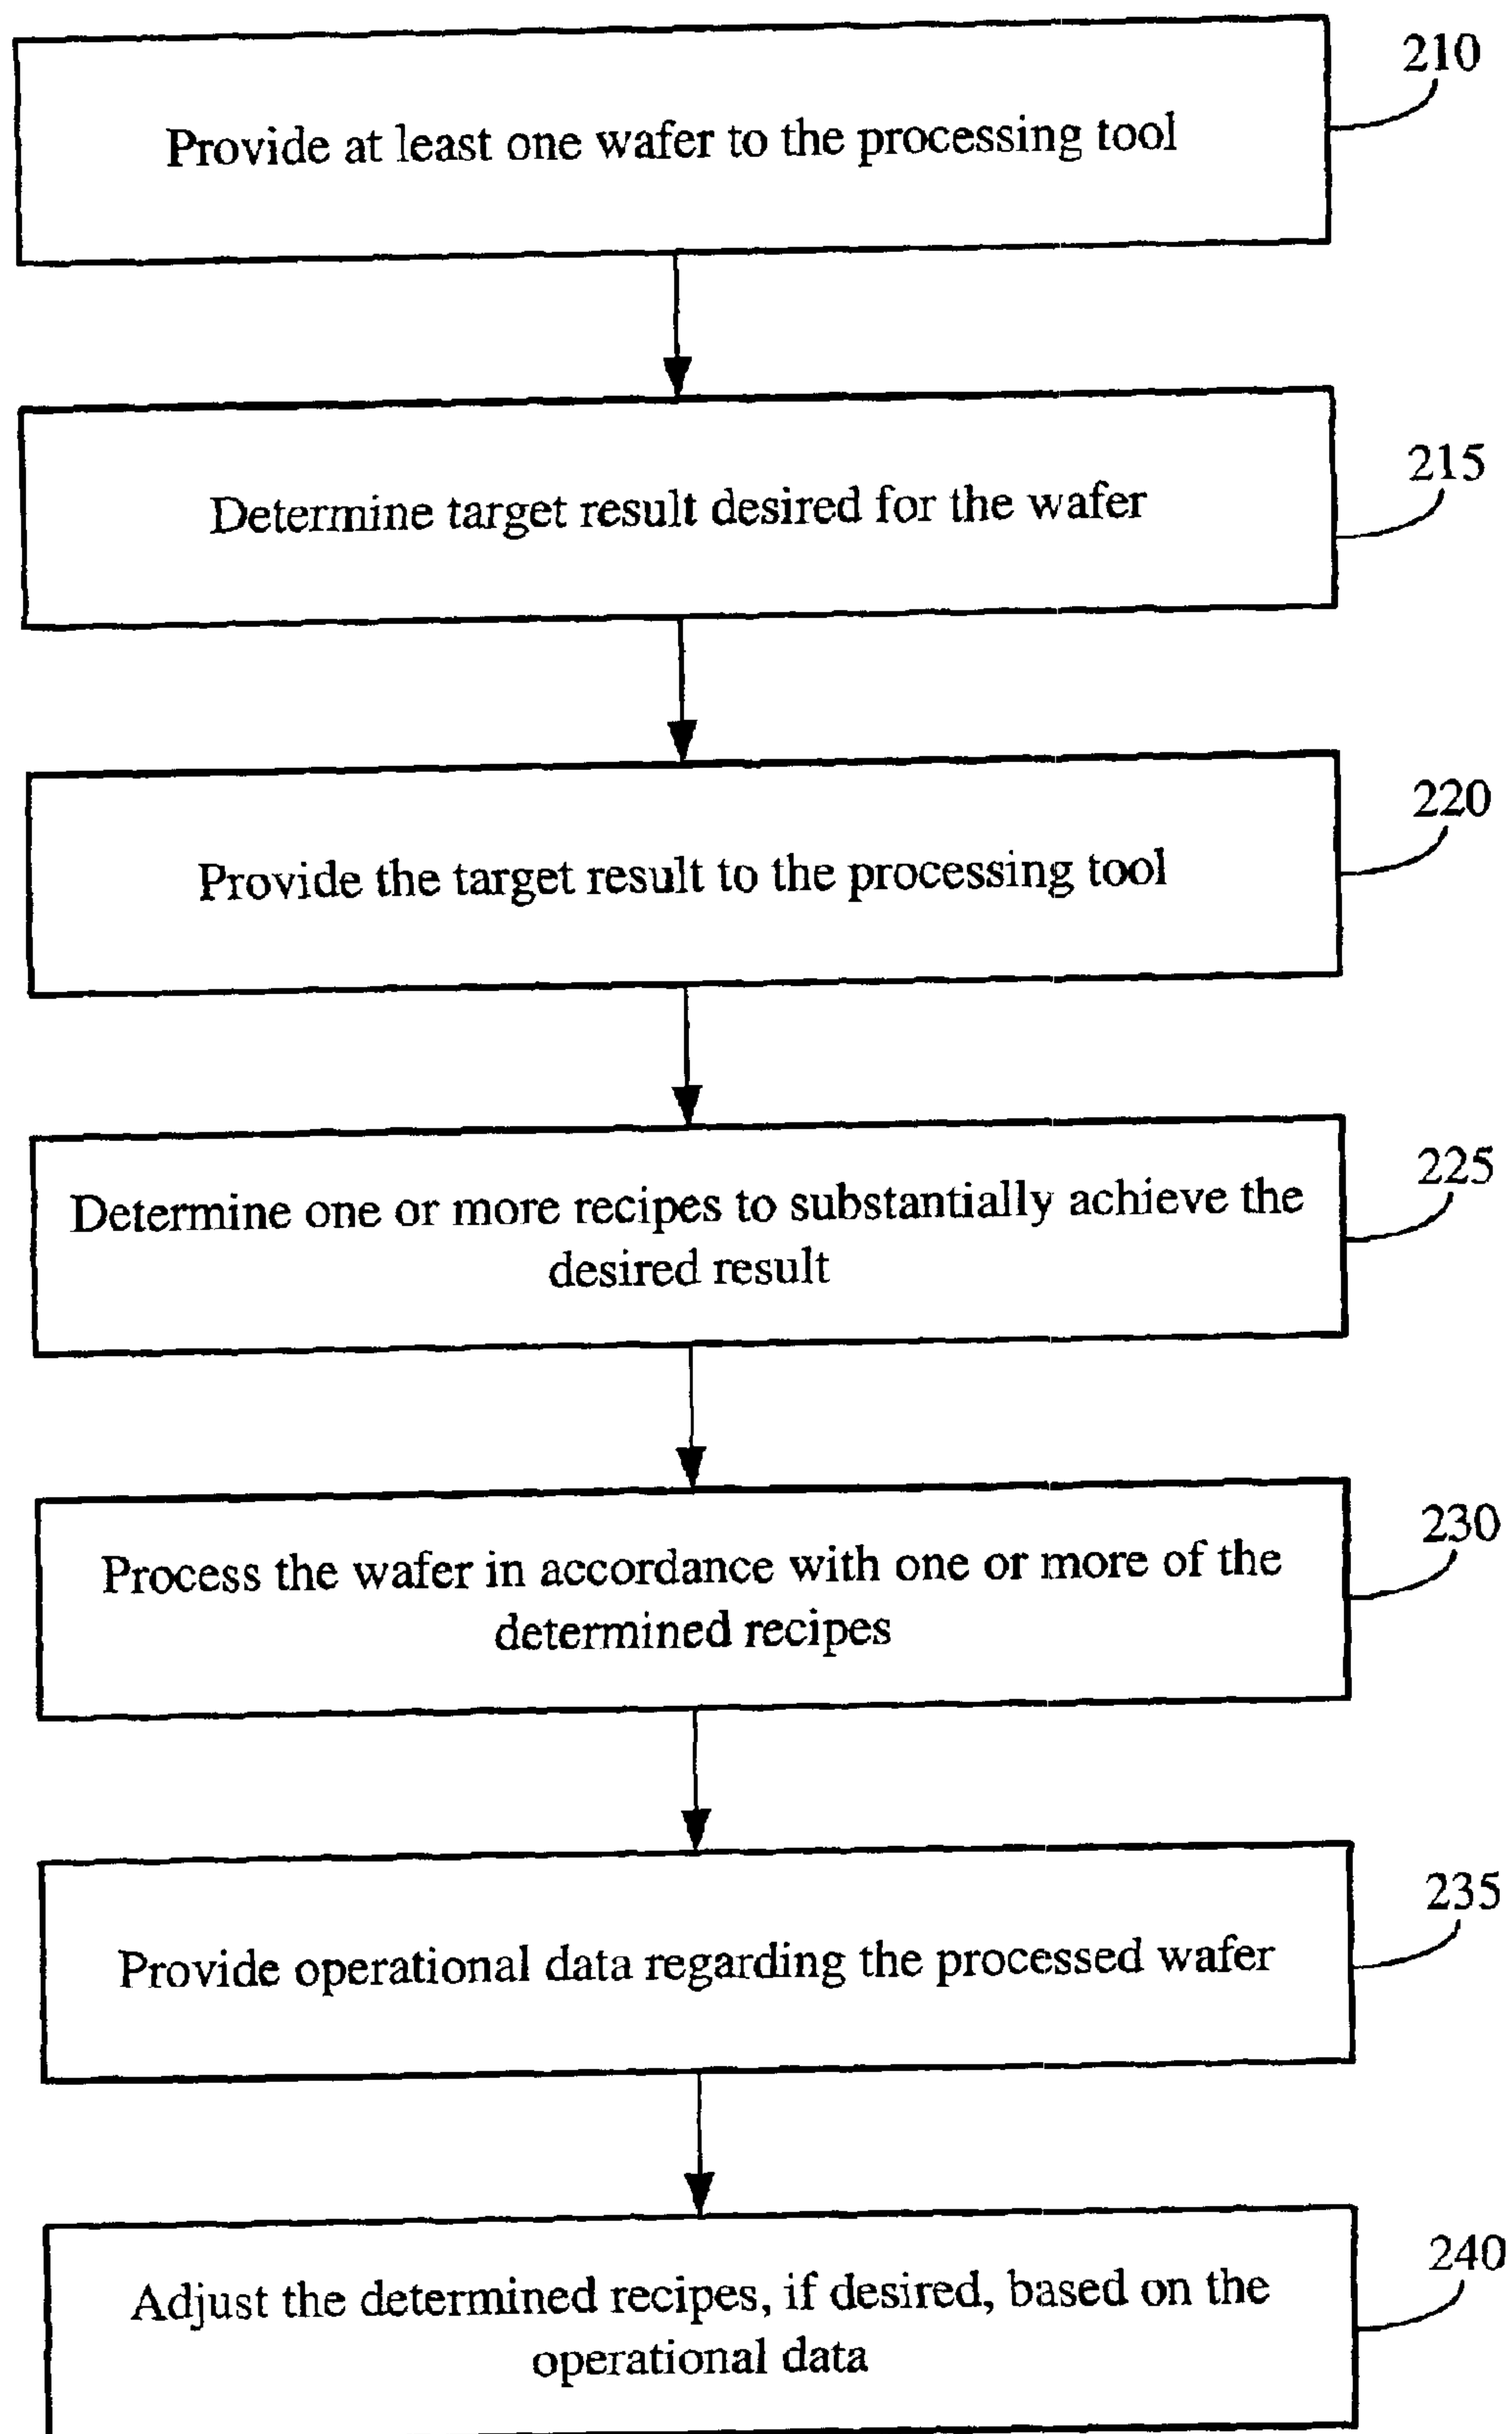 210
Provide at least one wafer to the processing tool
215
Determine target result desired for the wafer
220
Provide the target result to the processing tool
225
Determine one or more recipes to substantially achieve the
desired result
230
Process the wafer in accordance with one or more of the
determined recipes
235
Provide operational data regarding the processed wafer
240
Adjust the determined recipes, if desired, based on the
operational data